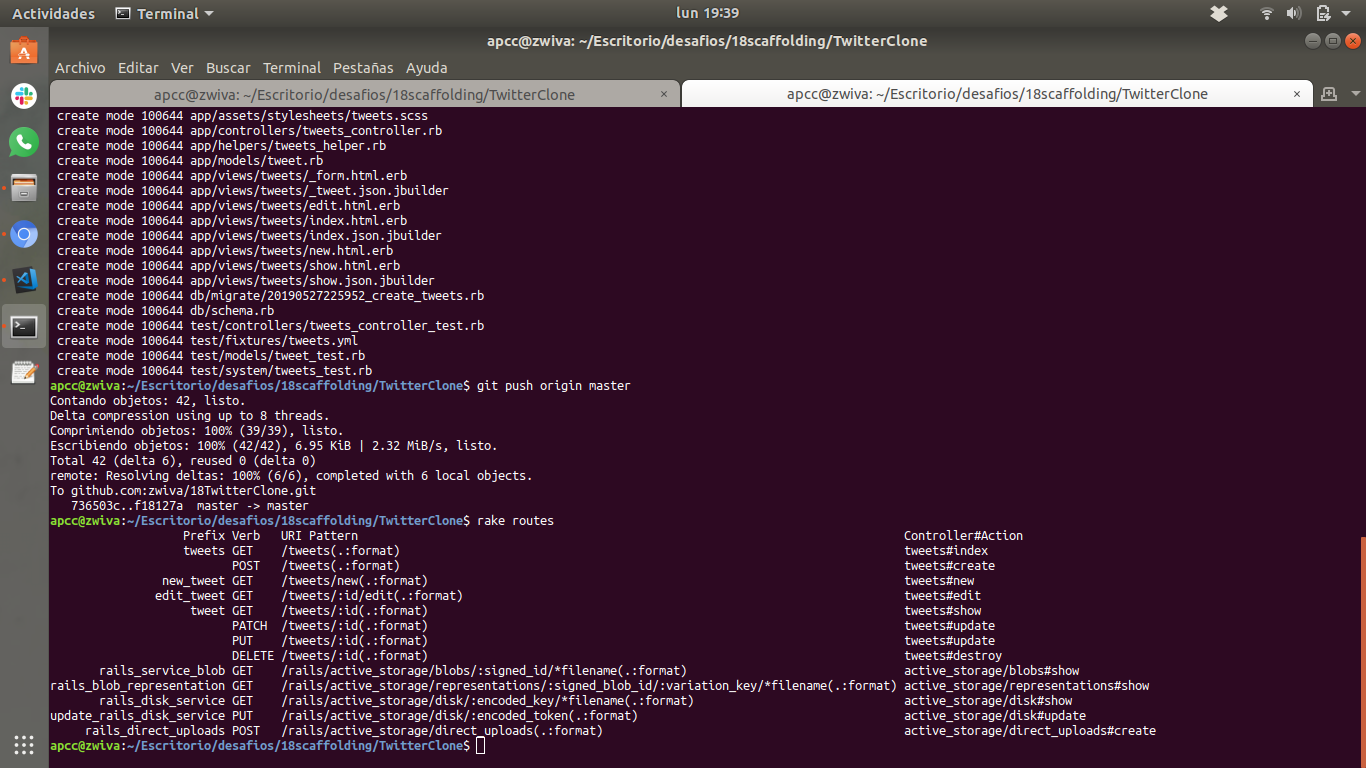 Actividades Terminal lun 19:39
apcc@zwiva: ~/Escritorio/desafios/18scaffolding/TwitterClone
Archivo Editar Ver Buscar Terminal Pestañas Ayuda
apcc@zwiva: ~/Escritorio/desafios/18scaffolding/TwitterClone × apcc@zwiva: ~/Escritorio/desafios/18scaffolding/TwitterClone ×
create mode 100644 app/assets/stylesheets/tweets.scss
create mode 100644 app/controllers/tweets_controller.rb
create mode 100644 app/helpers/tweets_helper.rb
create mode 100644 app/models/tweet.rb
create mode 100644 app/views/tweets/_form.html.erb
create mode 100644 app/views/tweets/_tweet.json.jbuilder
create mode 100644 app/views/tweets/edit.html.erb
create mode 100644 app/views/tweets/index.html.erb
create mode 100644 app/views/tweets/index.json.jbuilder
create mode 100644 app/views/tweets/new.html.erb
create mode 100644 app/views/tweets/show.html.erb
create mode 100644 app/views/tweets/show.json.jbuilder
create mode 100644 db/migrate/20190527225952_create_tweets.rb
create mode 100644 db/schema.rb
create mode 100644 test/controllers/tweets_controller_test.rb
create mode 100644 test/fixtures/tweets.yml
create mode 100644 test/models/tweet_test.rb
create mode 100644 test/system/tweets_test.rb
apcc@zwiva:~/Escritorio/desafios/18scaffolding/TwitterClone$ git push origin master
Contando objetos: 42, listo.
Delta compression using up to 8 threads.
Comprimiendo objetos: 100% (39/39), listo.
Escribiendo objetos: 100% (42/42), 6.95 KiB | 2.32 MiB/s, listo.
Total 42 (delta 6), reused 0 (delta 0)
remote: Resolving deltas: 100% (6/6), completed with 6 local objects.
To github.com:zwiva/18TwitterClone.git
736503c..f18127a master -> master
apcc@zwiva:~/Escritorio/desafios/18scaffolding/TwitterClone$ rake routes
Prefix Verb URI Pattern Controller#Action
tweets GET /tweets(.:format) tweets#index
POST /tweets(.:format) tweets#create
new_tweet GET /tweets/new(.:format) tweets#new
edit_tweet GET /tweets/:id/edit(.:format) tweets#edit
tweet GET /tweets/:id(.:format) tweets#show
PATCH /tweets/:id(.:format) tweets#update
PUT /tweets/:id(.:format) tweets#update
DELETE /tweets/:id(.:format) tweets#destroy
rails_service_blob GET /rails/active_storage/blobs/:signed_id/*filename(.:format) active_storage/blobs#show
rails_blob_representation GET /rails/active_storage/representations/:signed_blob_id/:variation_key/*filename(.:format) active_storage/representations#show
rails_disk_service GET /rails/active_storage/disk/:encoded_key/*filename(.:format) active_storage/disk#show
update_rails_disk_service PUT /rails/active_storage/disk/:encoded_token(.:format) active_storage/disk#update
rails_direct_uploads POST /rails/active_storage/direct_uploads(.:format) active_storage/direct_uploads#create
apcc@zwiva:~/Escritorio/desafios/18scaffolding/TwitterClone$